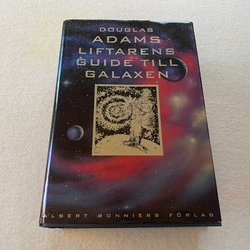 DOUGLAS
ADAMS
LIFTARENS
GUIDE TILL
GALAXEN
ALBERT BONNIERS FÖRLAG